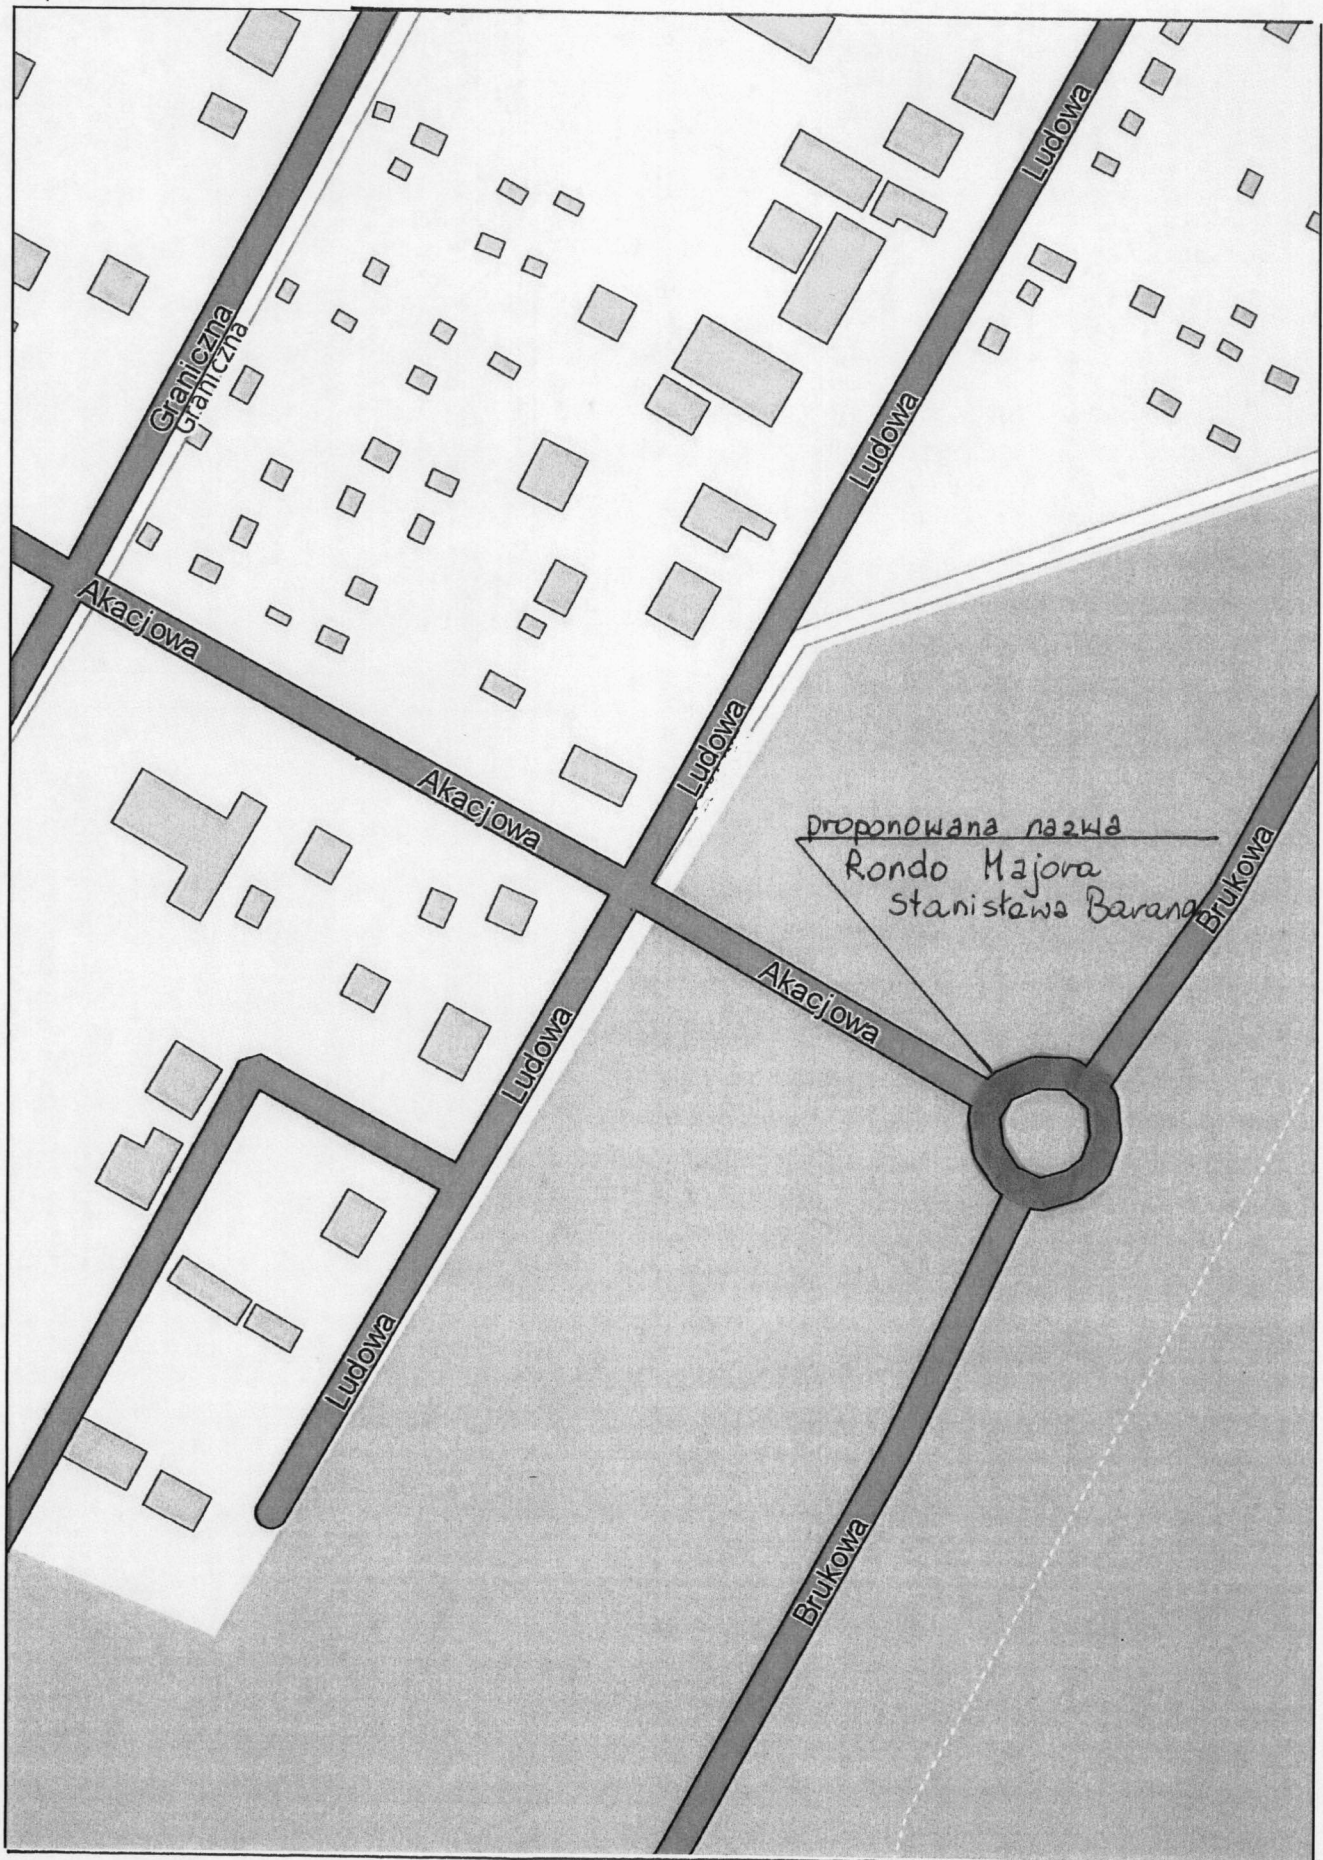 Ludowa
Graniczna
Graniczna
Ludowa
Akacjowa
Ludowa
Akacjowa
proponowana nazwa
Rondo Majora
Stanisława Barana
Brukowa
Akacjowa
Ludowa
Ludowa
Brukowa